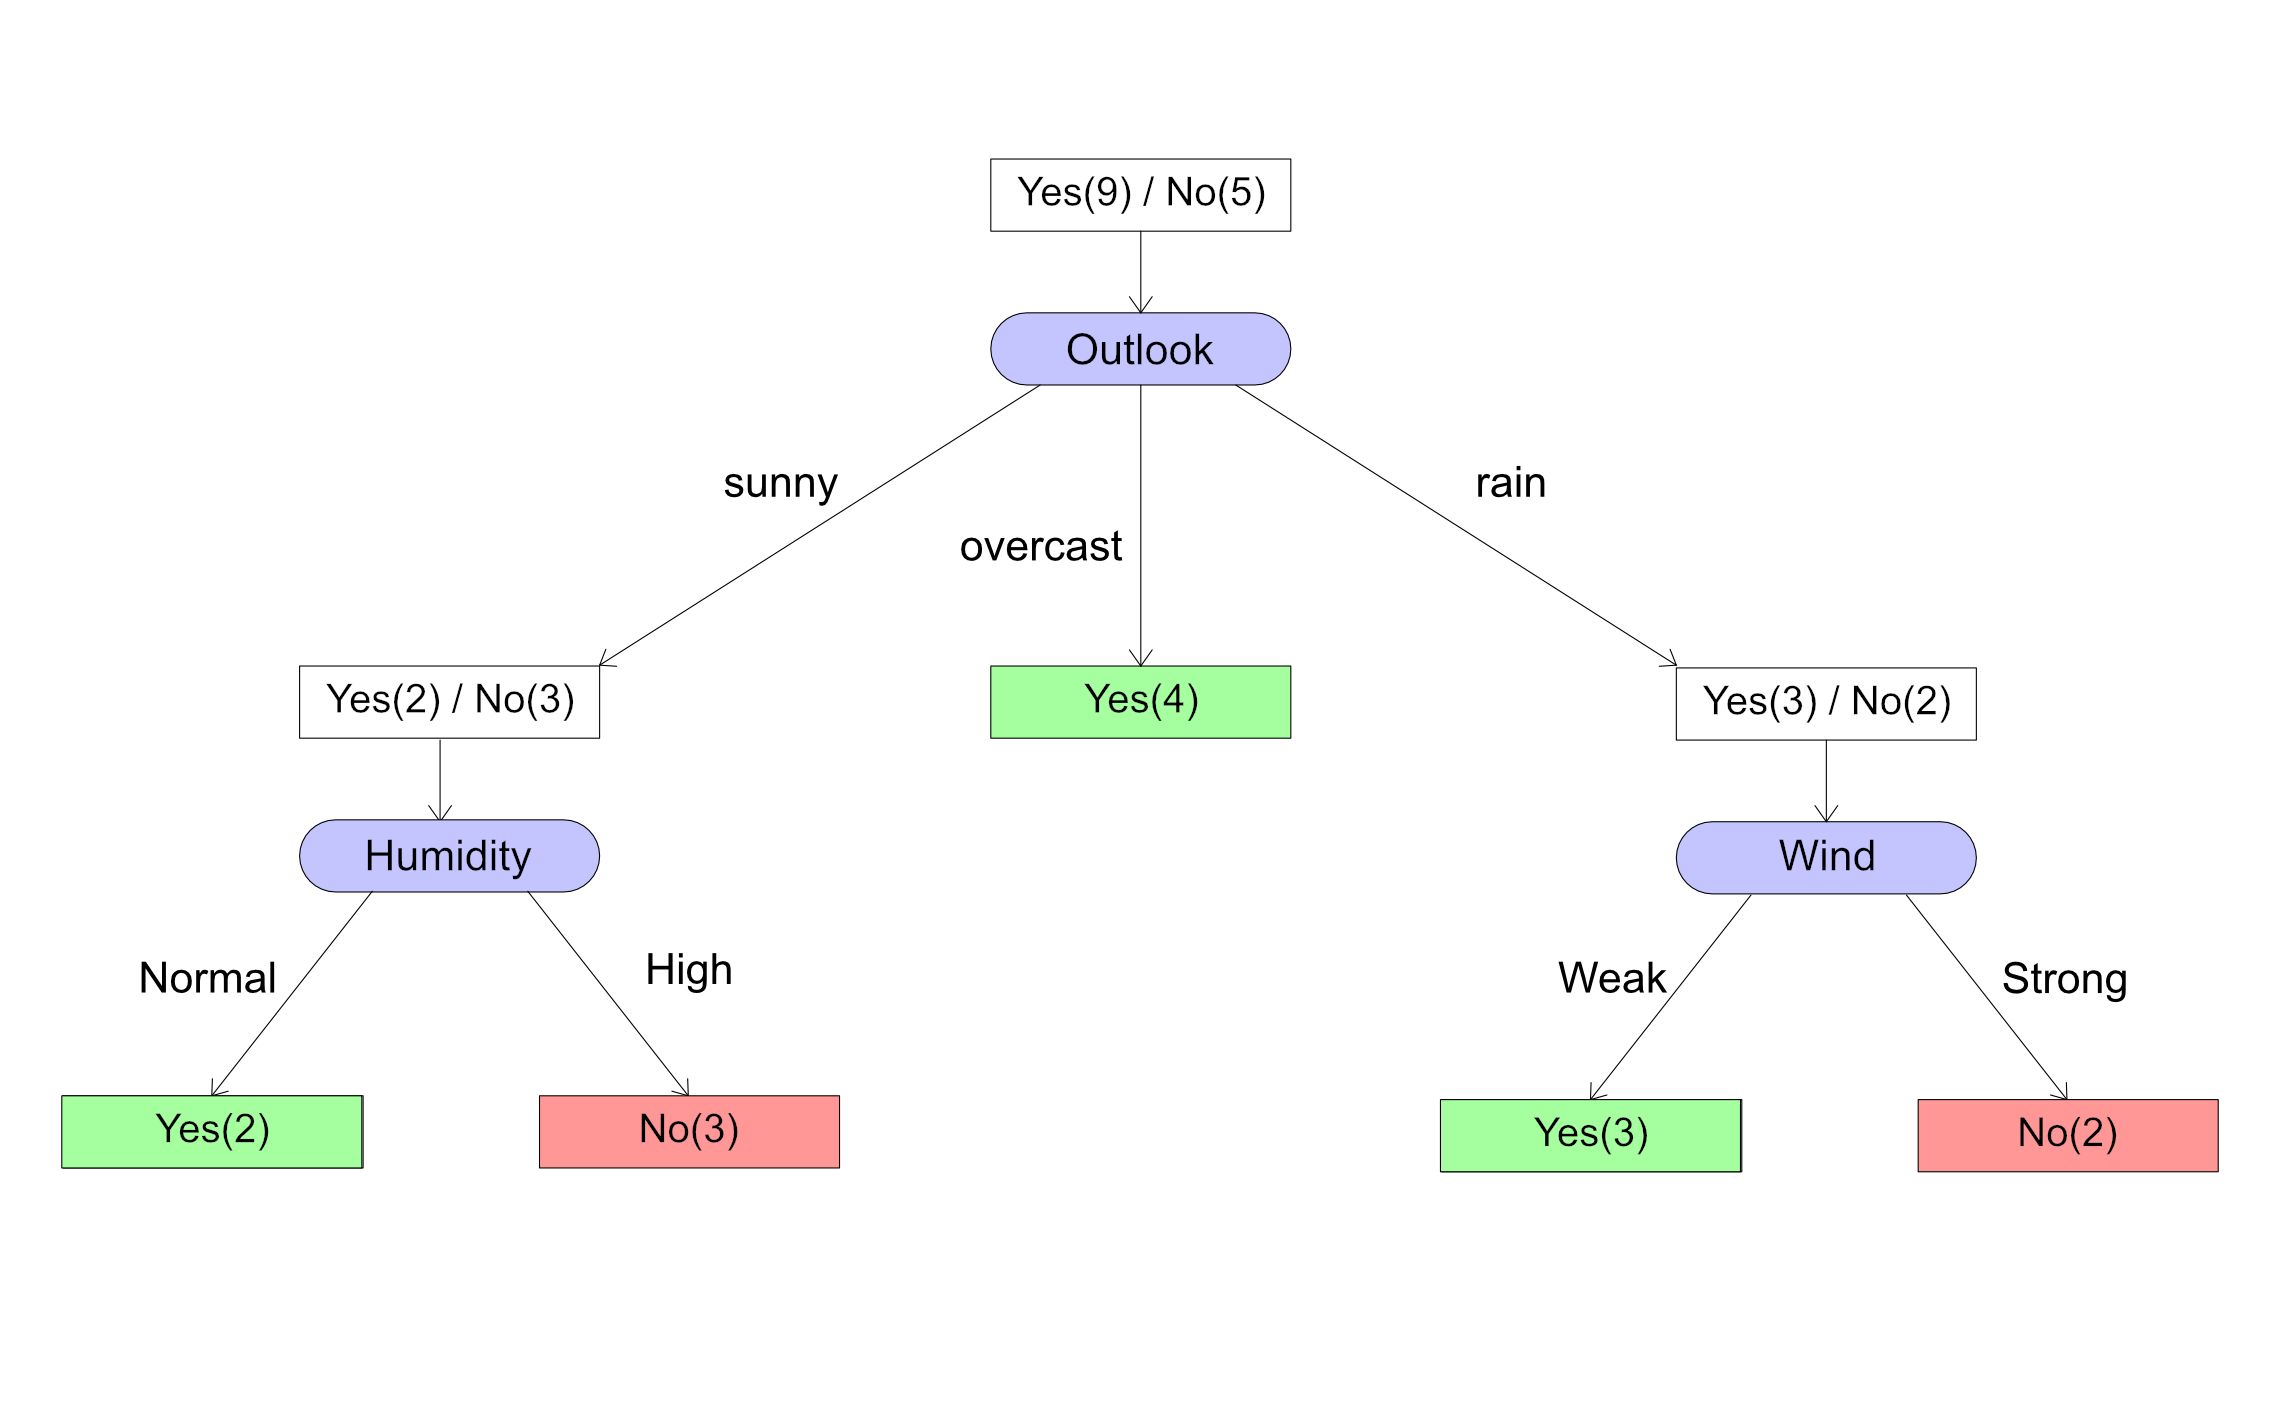 Yes(9) / No(5)
Outlook
sunny
overcast
rain
Yes(2) / No(3)
Yes(4)
Yes(3) / No(2)
Humidity
Wind
Normal
High
Weak
Strong
Yes(2)
No(3)
Yes(3)
No(2)